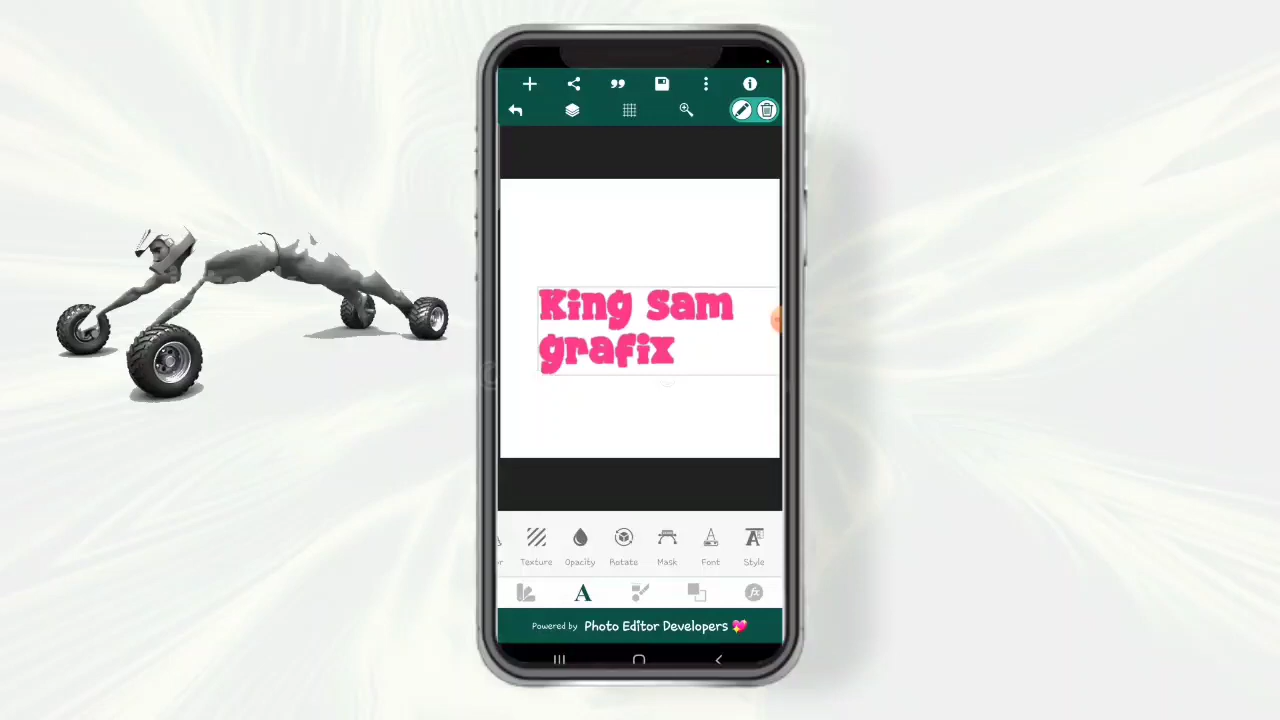 King Sam
grafix
Texture
Opacity
Rotate
Mask
Font
Style
Powered by Photo Editor Developers 💖